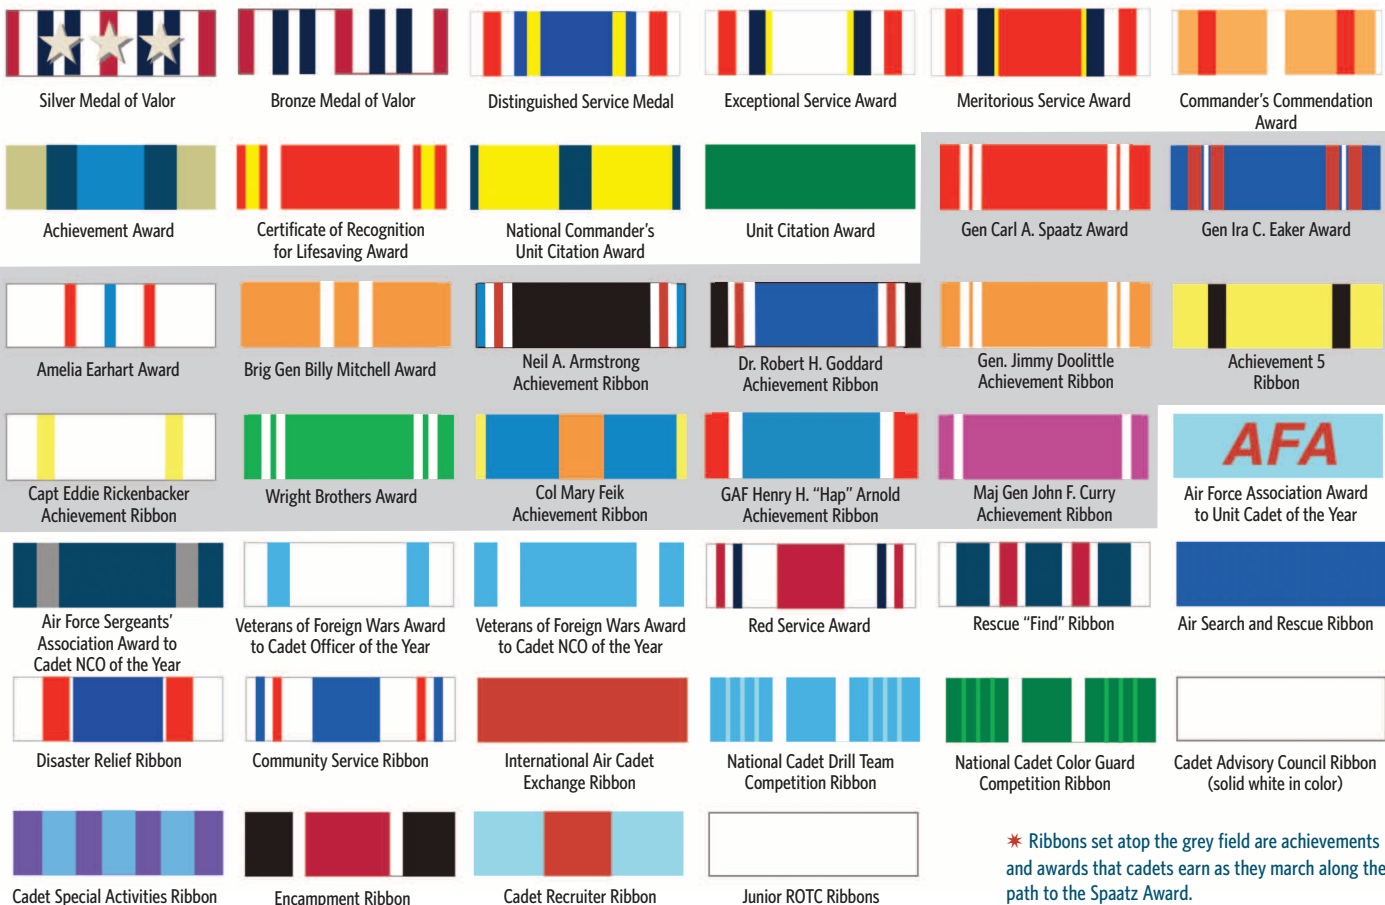 Silver Medal of Valor
Bronze Medal of Valor
Distinguished Service Medal
Exceptional Service Award
Meritorious Service Award
Commander's Commendation
Award
Achievement Award
Certificate of Recognition
for Lifesaving Award
National Commander's
Unit Citation Award
Unit Citation Award
Gen Carl A. Spaatz Award
Gen Ira C. Eaker Award
Amelia Earhart Award
Brig Gen Billy Mitchell Award
Neil A. Armstrong
Achievement Ribbon
Dr. Robert H. Goddard
Achievement Ribbon
Gen. Jimmy Doolittle
Achievement Ribbon
Achievement 5
Ribbon
Capt Eddie Rickenbacker
Achievement Ribbon
Wright Brothers Award
Col Mary Feik
Achievement Ribbon
GAF Henry H. “Hap” Arnold
Achievement Ribbon
Maj Gen John F. Curry
Achievement Ribbon
AFA
Air Force Association Award
to Unit Cadet of the Year
Air Force Sergeants’
Association Award to
Cadet NCO of the Year
Veterans of Foreign Wars Award
to Cadet Officer of the Year
Veterans of Foreign Wars Award
to Cadet NCO of the Year
Red Service Award
Rescue “Find” Ribbon
Air Search and Rescue Ribbon
Disaster Relief Ribbon
Community Service Ribbon
International Air Cadet
Exchange Ribbon
National Cadet Drill Team
Competition Ribbon
National Cadet Color Guard
Competition Ribbon
Cadet Advisory Council Ribbon
(solid white in color)
Cadet Special Activities Ribbon
Encampment Ribbon
Cadet Recruiter Ribbon
Junior ROTC Ribbons
✷ Ribbons set atop the grey field are achievements
and awards that cadets earn as they march along the
path to the Spaatz Award.